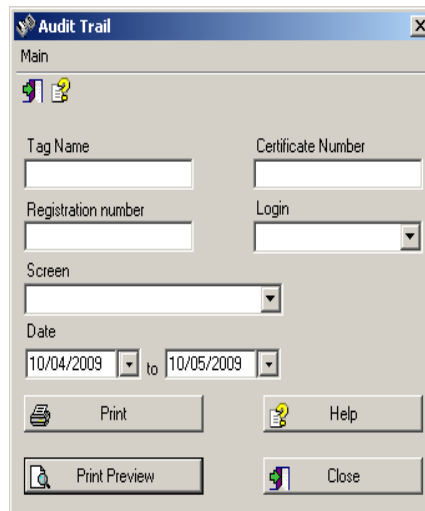 Audit Trail
Main
Tag Name Certificate Number
Registration number Login
Screen
Date
10/04/2009 to 10/05/2009
Print Help
Print Preview Close